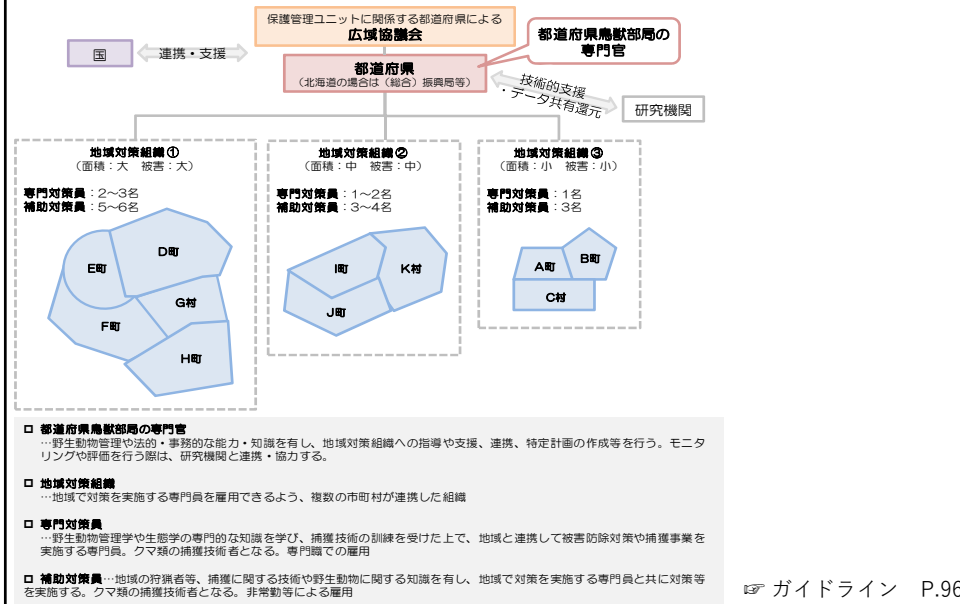 保護管理ユニットに関係する都道府県による
広域協議会
国
連携・支援
都道府県鳥獣部局の
専門官
都道府県
（北海道の場合は（総合）振興局等）
技術的支援
・データ共有還元
研究機関
地域対策組織①
（面積：大　被害：大）
専門対策員：2～3名
補助対策員：5～6名
D町
E町
G村
F町
H町
地域対策組織②
（面積：中　被害：中）
専門対策員：1～2名
補助対策員：3～4名
I町
K村
J町
地域対策組織③
（面積：小　被害：小）
専門対策員：1名
補助対策員：3名
A町
B町
C村
□ 都道府県鳥獣部局の専門官
…野生動物管理や法的・事務的な能力・知識を有し、地域対策組織への指導や支援、連携、特定計画の作成等を行う。モニタ
リングや評価を行う際は、研究機関と連携・協力する。
□ 地域対策組織
…地域で対策を実施する専門員を雇用できるよう、複数の市町村が連携した組織
□ 専門対策員
…野生動物管理学や生態学の専門的な知識を学び、捕獲技術の訓練を受けた上で、地域と連携して被害防除対策や捕獲事業を
実施する専門員。クマ類の捕獲技術者となる。専門職での雇用
□ 補助対策員…地域の狩猟者等、捕獲に関する技術や野生動物に関する知識を有し、地域で対策を実施する専門員と共に対策等
を実施する。クマ類の捕獲技術者となる。非常勤等による雇用
☞ ガイドライン　P.96